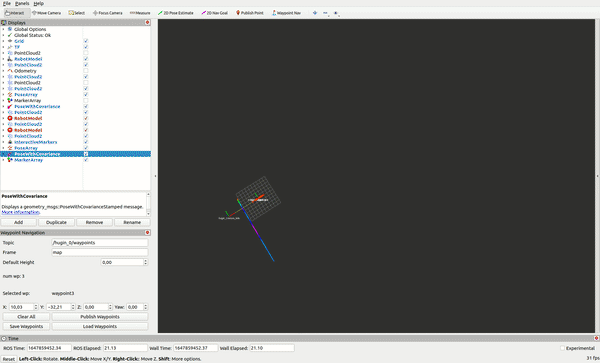 File Panels Help
Interact Move Camera Select Focus Camera Measure 2D Pose Estimate 2D Nav Goal Publish Point Waypoint Nav
Displays
Global Options
Global Status: Ok
Grid
TF
PointCloud2
RobotModel
PointCloud2
Odometry
PointCloud2
PointCloud2
PointCloud2
PoseArray
MarkerArray
PoseWithCovariance
PointCloud2
RobotModel
PointCloud2
RobotModel
PointCloud2
InteractiveMarkers
PoseArray
PoseWithCovariance
MarkerArray
PoseWithCovariance
Displays a geometry_msgs::PoseWithCovarianceStamped message.
More Information.
Add Duplicate Remove Rename
Waypoint Navigation
Topic /hugin_0/waypoints
Frame map
Default Height 0,00
num wp: 3
Selected wp: waypoint3
X: 10,03 Y: -32,21 Z: 0,00 Yaw: 0,00
Clear All Publish Waypoints
Save Waypoints Load Waypoints
Time
ROS Time: 1647859452.34 ROS Elapsed: 21.13 Wall Time: 1647859452.37 Wall Elapsed: 21.10 Experimental
Reset Left-Click: Rotate. Middle-Click: Move X/Y. Right-Click: Move Z. Shift: More options. 31 fps